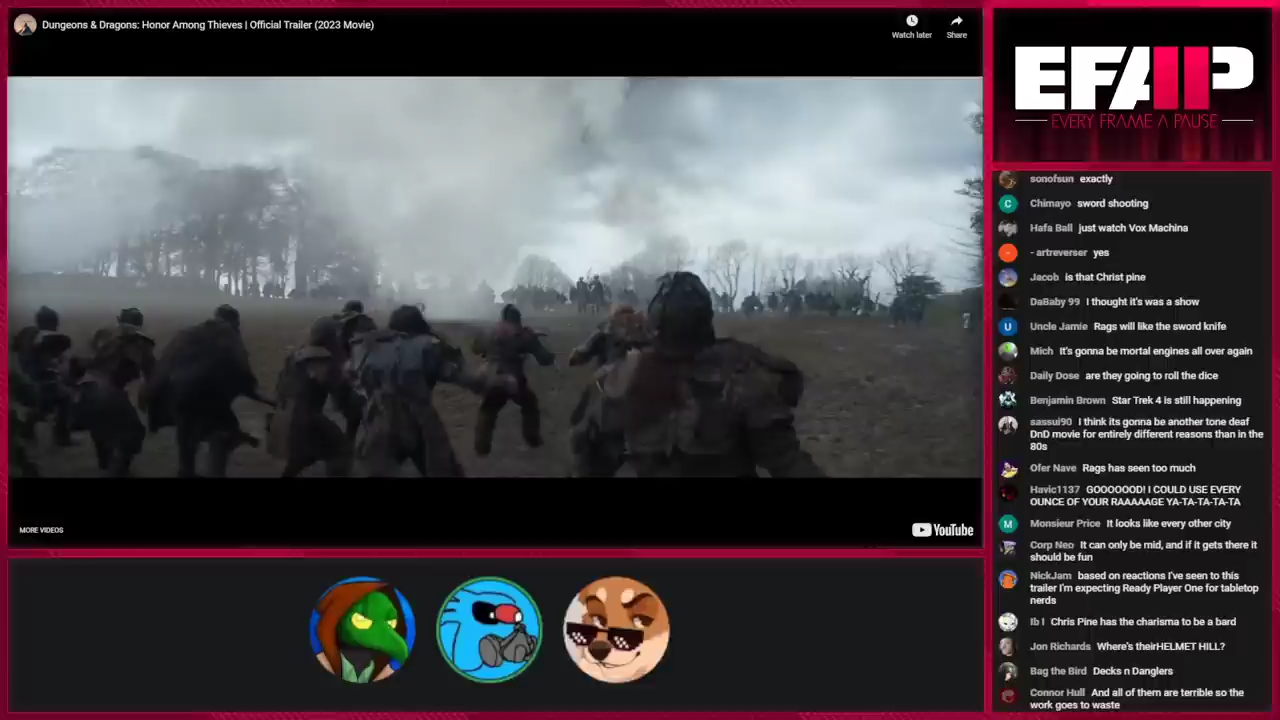 Dungeons & Dragons: Honor Among Thieves | Official Trailer (2023 Movie)
Watch later
Share
MORE VIDEOS
YouTube
EFAP
EVERY FRAME A PAUSE
sonofsun exactly
C Chimayo sword shooting
Hafa Ball just watch Vox Machina
- - artreverser yes
Jacob is that Christ pine
DaBaby 99 I thought it's was a show
U Uncle Jamie Rags will like the sword knife
Mich It's gonna be mortal engines all over again
Daily Dose are they going to roll the dice
Benjamin Brown Star Trek 4 is still happening
sassui90 I think its gonna be another tone deaf
DnD movie for entirely different reasons than in the
80s
Ofer Nave Rags has seen too much
Havic1137 GOOOOOOD! I COULD USE EVERY
OUNCE OF YOUR RAAAAAGE YA-TA-TA-TA-TA
M Monsieur Price It looks like every other city
Corp Neo It can only be mid, and if it gets there it
should be fun
NickJam based on reactions I've seen to this
trailer I'm expecting Ready Player One for tabletop
nerds
Ib I Chris Pine has the charisma to be a bard
Jon Richards Where's theirHELMET HILL?
Bag the Bird Decks n Danglers
Connor Hull And all of them are terrible so the
work goes to waste